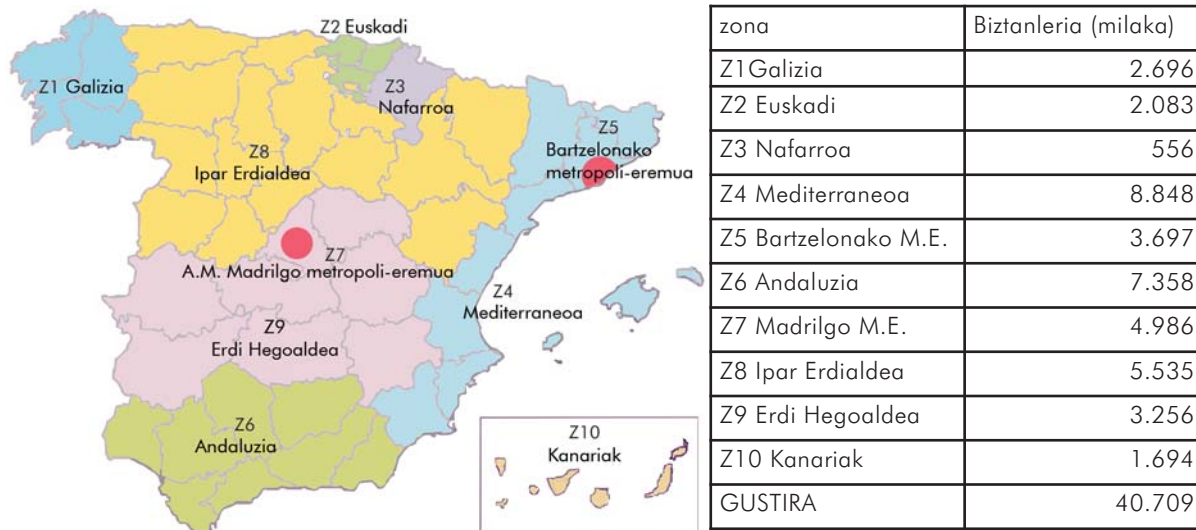 Z2 Euskadi
Z1 Galizia
Z3
Nafarroa
Z5
Bartzelonako
metropoli-eremua
Z8
Ipar Erdialdea
Z7
A.M. Madrilgo metropoli-eremua
Z4
Mediterraneoa
Z9
Erdi Hegoaldea
Z6
Andaluzia
Z10
Kanariak
zona Biztanleria (milaka)
Z1Galizia 2.696
Z2 Euskadi 2.083
Z3 Nafarroa 556
Z4 Mediterraneoa 8.848
Z5 Bartzelonako M.E. 3.697
Z6 Andaluzia 7.358
Z7 Madrilgo M.E. 4.986
Z8 Ipar Erdialdea 5.535
Z9 Erdi Hegoaldea 3.256
Z10 Kanariak 1.694
GUSTIRA 40.709